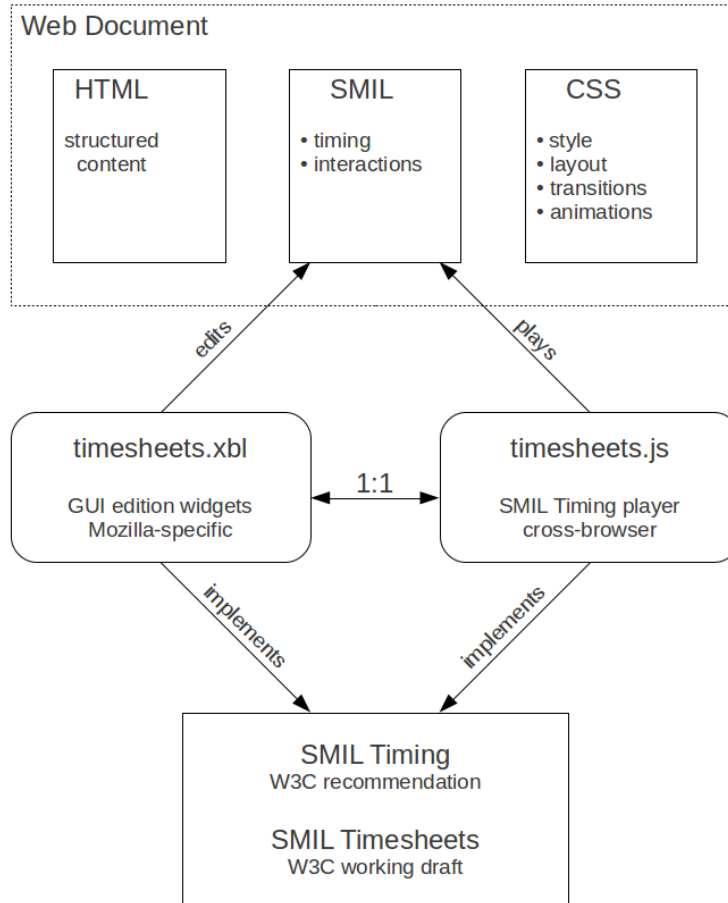 Web Document
HTML
structured
content
SMIL
• timing
• interactions
CSS
• style
• layout
• transitions
• animations
edits
plays
timesheets.xbl
GUI edition widgets
Mozilla-specific
1:1
timesheets.js
SMIL Timing player
cross-browser
implements
implements
SMIL Timing
W3C recommendation
SMIL Timesheets
W3C working draft